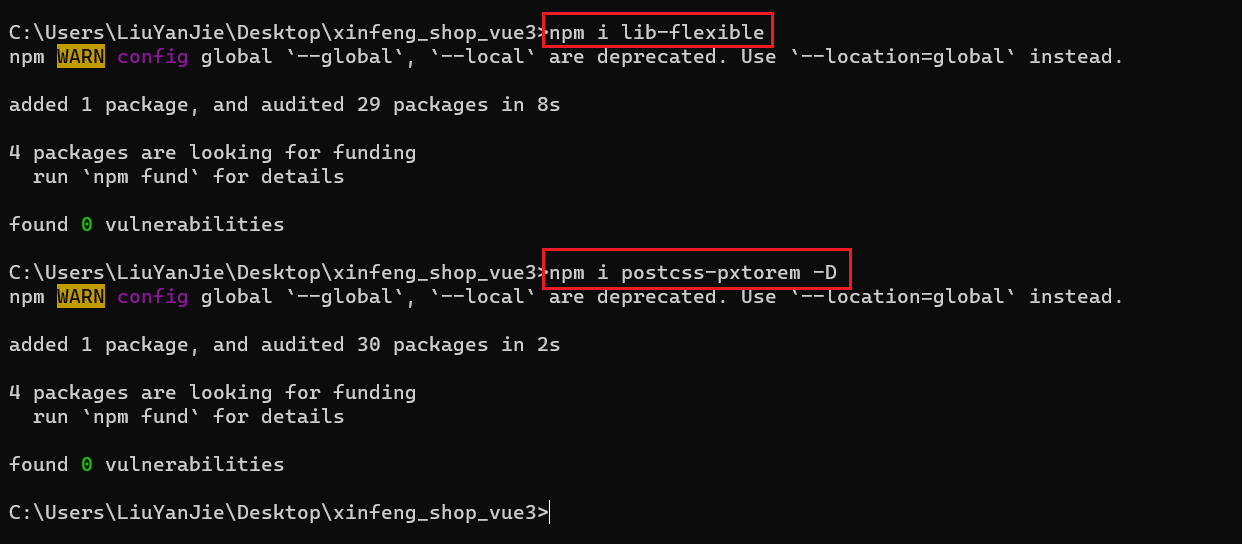 C:\Users\LiuYanJie\Desktop\xinfeng_shop_vue3>npm i lib-flexible
npm WARN config global `--global`, `--local` are deprecated. Use `--location=global` instead.
added 1 package, and audited 29 packages in 8s
4 packages are looking for funding
  run `npm fund` for details
found 0 vulnerabilities
C:\Users\LiuYanJie\Desktop\xinfeng_shop_vue3>npm i postcss-pxtorem -D
npm WARN config global `--global`, `--local` are deprecated. Use `--location=global` instead.
added 1 package, and audited 30 packages in 2s
4 packages are looking for funding
  run `npm fund` for details
found 0 vulnerabilities
C:\Users\LiuYanJie\Desktop\xinfeng_shop_vue3>